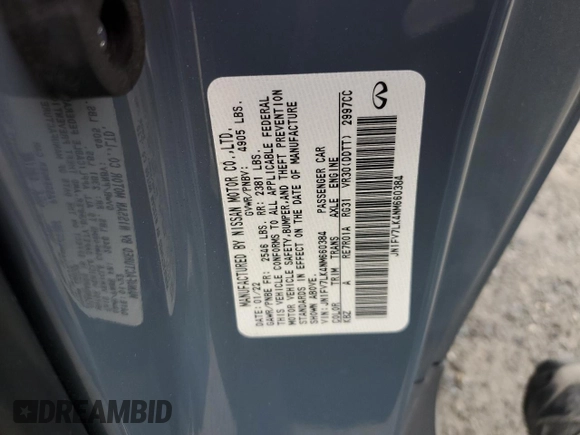 MANUFACTURED BY NISSAN MOTOR CO.,LTD.
DATE: 01/22 GVWR/PNBV: 4905 LBS.
GAWR/PNBE FR: 2546 LBS. RR: 2381 LBS.
THIS VEHICLE CONFORMS TO ALL APPLICABLE FEDERAL
MOTOR VEHICLE SAFETY,BUMPER,AND THEFT PREVENTION
STANDARDS IN EFFECT ON THE DATE OF MANUFACTURE
SHOWN ABOVE.
VIN: JN1FV7LK4NM660384 PASSENGER CAR
COLOR TRIM TRANS AXLE ENGINE
KBZ A RE7R01A RG31 VR30(DDTT) 2997CC
JN1FV7LK4NM660384
DREAMBID